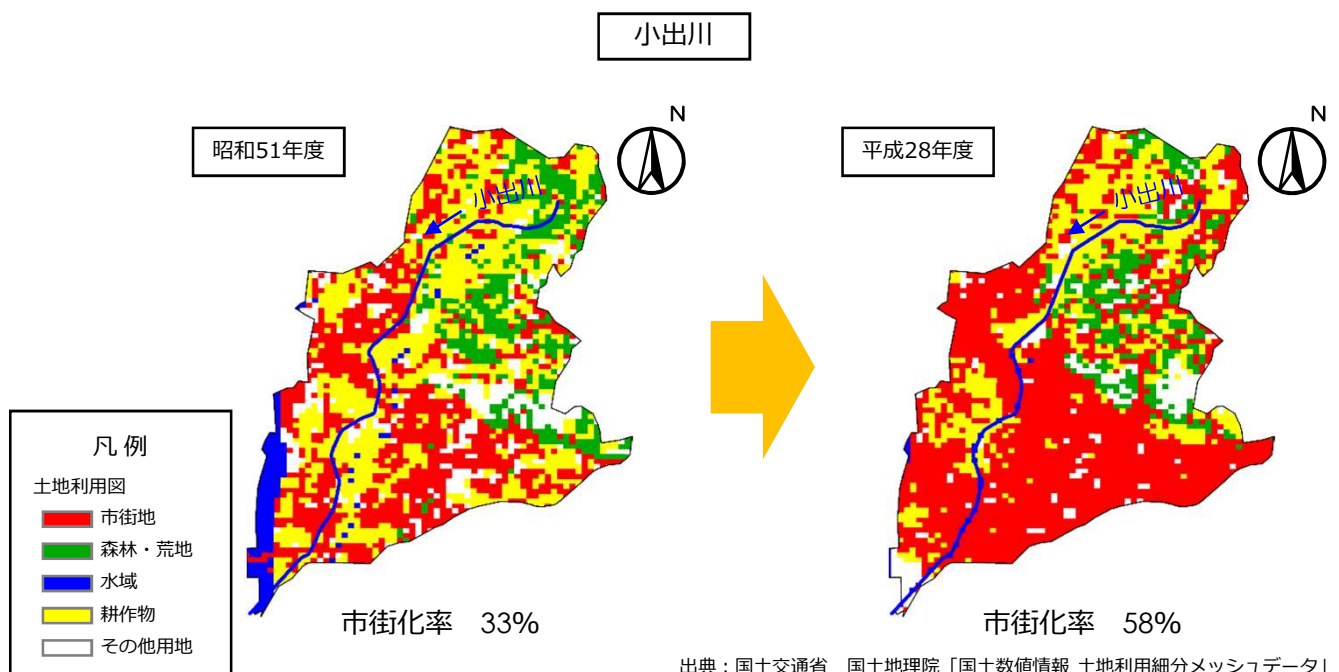 小出川
昭和51年度
N
小出川
平成28年度
N
小出川
凡 例
土地利用図
市街地
森林・荒地
水域
耕作物
その他用地
市街化率　33%
市街化率　58%
出典：国土交通省　国土地理院「国土数値情報 土地利用細分メッシュデータ」